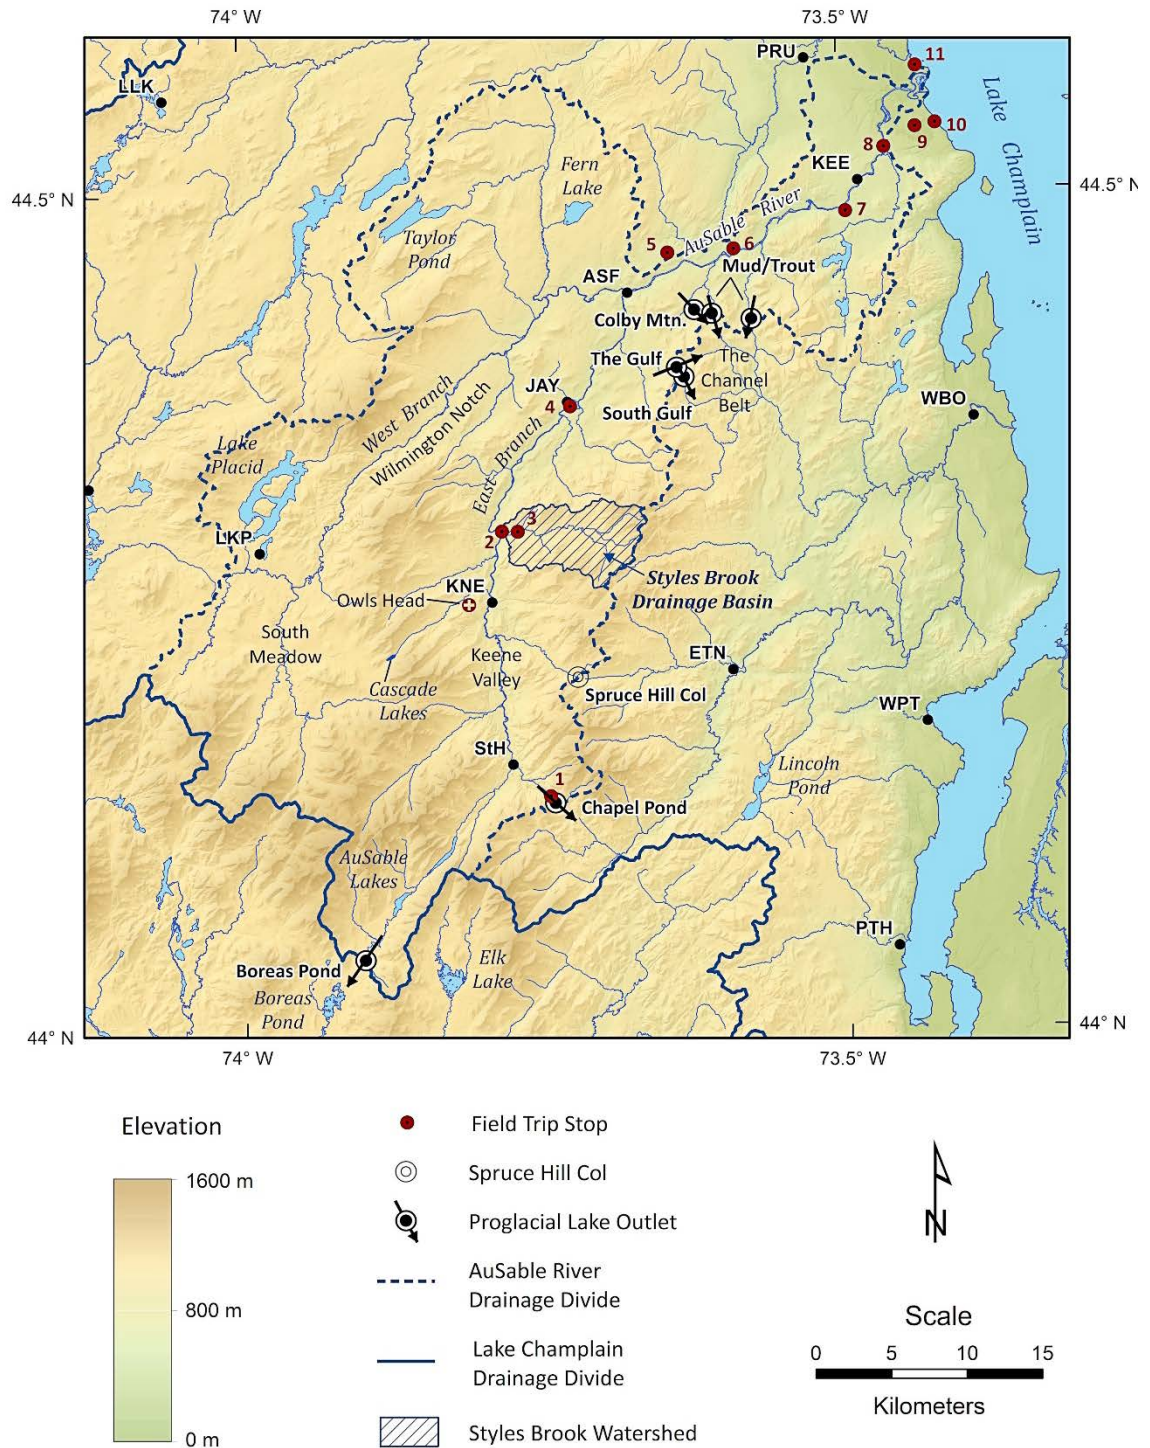 74° W
73.5° W
PRU
11
LLK
Lake
Champlain
10
9
8
KEE
Fern
Lake
44.5° N
44.5° N
7
AuSable River
Taylor
Pond
5
6
Mud/Trout
ASF
Colby Mtn.
The Gulf
The
Channel
Belt
JAY
4
South Gulf
WBO
West Branch
Wilmington Notch
East Branch
Lake
Placid
3
2
LKP
Styles Brook
Drainage Basin
KNE
Owls Head
South
Meadow
Keene
Valley
ETN
Cascade
Lakes
Spruce Hill Col
WPT
StH
Lincoln
Pond
1
Chapel Pond
AuSable
Lakes
PTH
Elk
Lake
Boreas Pond
Boreas
Pond
44° N
44° N
74° W
73.5° W
Elevation
1600 m
800 m
0 m
Field Trip Stop
Spruce Hill Col
Proglacial Lake Outlet
AuSable River
Drainage Divide
Lake Champlain
Drainage Divide
Styles Brook Watershed
N
Scale
0 5 10 15
Kilometers